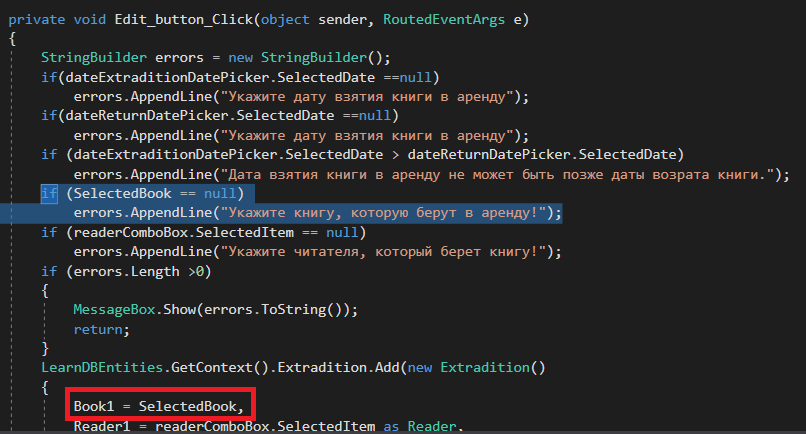 private void Edit_button_Click(object sender, RoutedEventArgs e)
{
StringBuilder errors = new StringBuilder();
if(dateExtraditionDatePicker.SelectedDate ==null)
errors.AppendLine("Укажите дату взятия книги в аренду");
if(dateReturnDatePicker.SelectedDate ==null)
errors.AppendLine("Укажите дату взятия книги в аренду");
if (dateExtraditionDatePicker.SelectedDate > dateReturnDatePicker.SelectedDate)
errors.AppendLine("Дата взятия книги в аренду не может быть позже даты возрата книги.");
if (SelectedBook == null)
errors.AppendLine("Укажите книгу, которую берут в аренду!");
if (readerComboBox.SelectedItem == null)
errors.AppendLine("Укажите читателя, который берет книгу!");
if (errors.Length >0)
{
MessageBox.Show(errors.ToString());
return;
}
LearnDBEntities.GetContext().Extradition.Add(new Extradition()
{
Book1 = SelectedBook,
Reader1 = readerComboBox.SelectedItem as Reader,